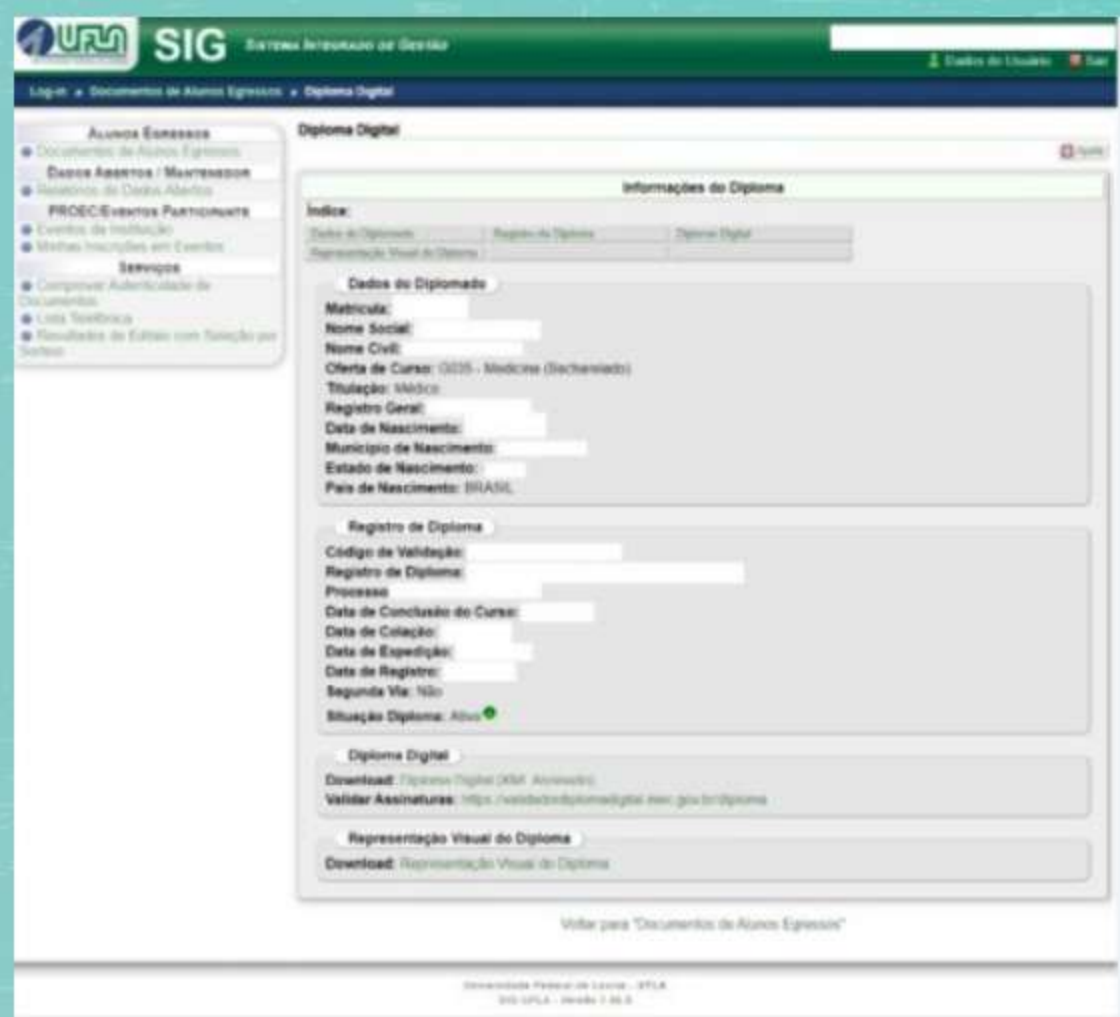 UFLA SIG Sistema Integrado de Gestão
Dados do Usuário Sair
Log-in Documentos de Alunos Egressos Diploma Digital
Alunos Egressos
Documentos de Alunos Egressos
Dados Abertos / Mantenedor
Relatórios de Dados Abertos
PROEC/Eventos Participante
Eventos da Instituição
Minhas Inscrições em Eventos
Serviços
Comprovar Autenticidade de
Documentos
Lista Telefônica
Resultados de Editais com Seleção por
Sorteio
Diploma Digital
Ajuda
Informações do Diploma
Índice:
Dados do Diplomado Registro de Diploma Diploma Digital
Representação Visual do Diploma
Dados do Diplomado
Matrícula:
Nome Social:
Nome Civil:
Oferta de Curso: G035 - Medicina (Bacharelado)
Titulação: Médico
Registro Geral:
Data de Nascimento:
Município de Nascimento:
Estado de Nascimento:
País de Nascimento: BRASIL
Registro de Diploma
Código de Validação:
Registro de Diploma:
Processo
Data de Conclusão do Curso:
Data de Colação:
Data de Expedição:
Data de Registro:
Segunda Via: Não
Situação Diploma: Ativo
Diploma Digital
Download: Diploma Digital (XML Assinado)
Validar Assinaturas: https://validadordiplomadigital.mec.gov.br/diploma
Representação Visual do Diploma
Download: Representação Visual do Diploma
Voltar para "Documentos de Alunos Egressos"
Universidade Federal de Lavras - UFLA
SIG-UFLA - Versão